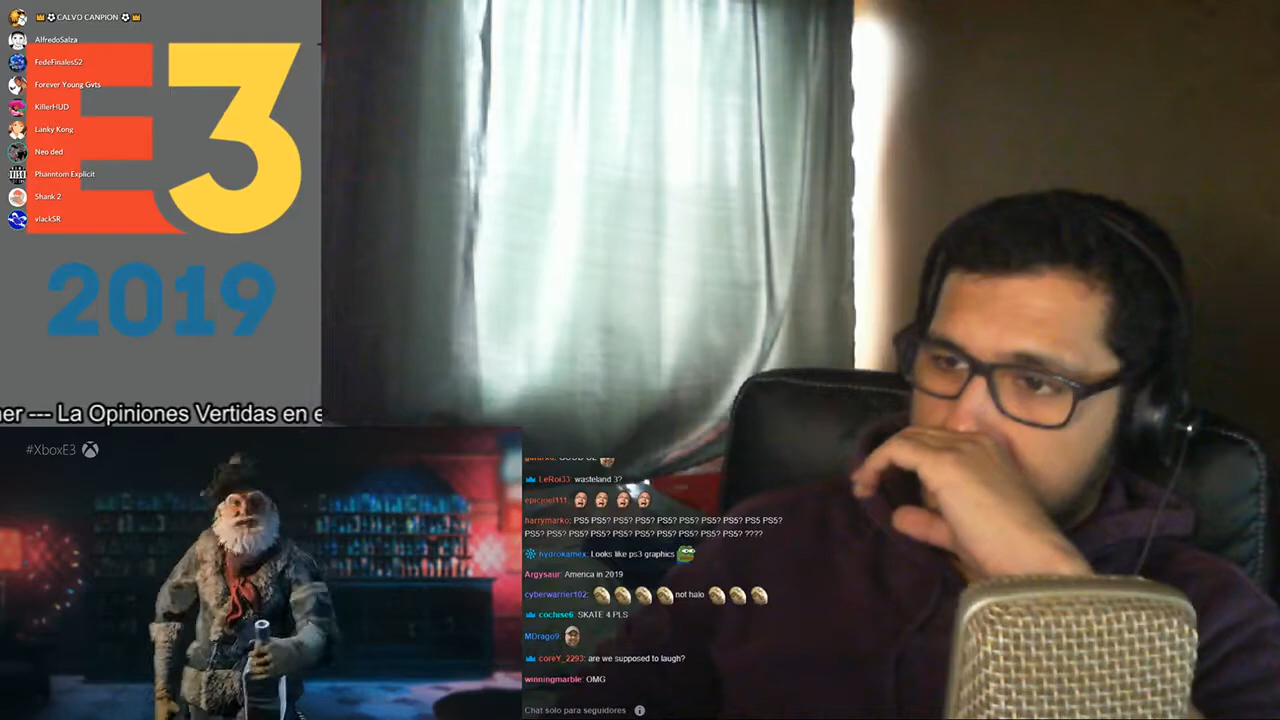 CALVO CANPION
AlfredoSalza
FedeFinales52
Forever Young Gvts
KillerHUD
Lanky Kong
Neo ded
Phanntom Explicit
Shank 2
vlackSR
E3
2019
ner --- La Opiniones Vertidas en e
#XboxE3
LeRoi33: wasteland 3?
epicjoel111:
harrymarko: PS5 PS5? PS5? PS5? PS5? PS5? PS5? PS5? PS5 PS5?
PS5? PS5? PS5? PS5? PS5? PS5? PS5? PS5? PS5? PS5? ????
hydrokamex: Looks like ps3 graphics
Argysaur: America in 2019
cyberwarrier102: not halo
cochise6: SKATE 4 PLS
MDrago9:
coreY_2293: are we supposed to laugh?
winningmarble: OMG
Chat solo para seguidores